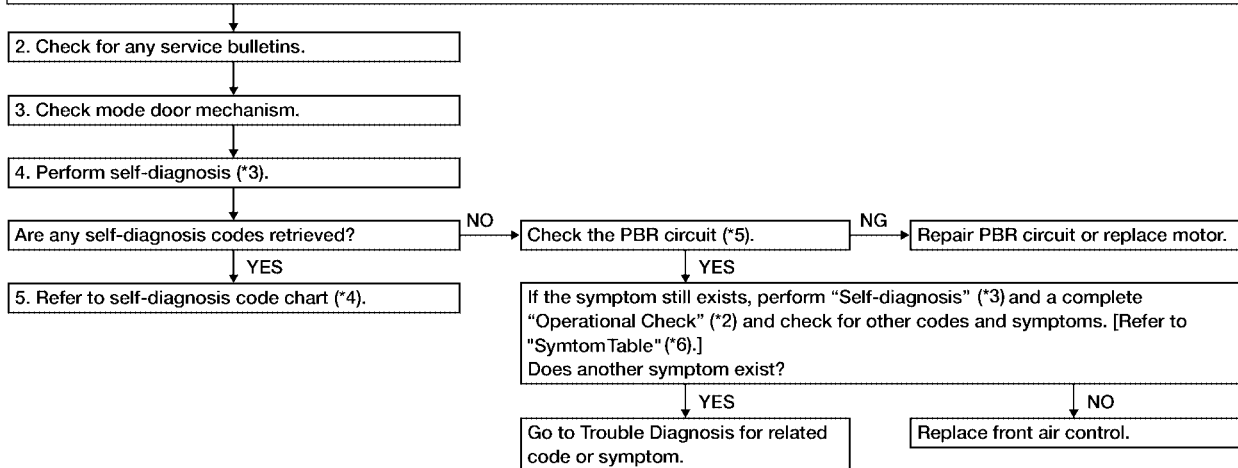 2. Check for any service bulletins.
3. Check mode door mechanism.
4. Perform self-diagnosis (*3).
Are any self-diagnosis codes retrieved?
NO
Check the PBR circuit (*5).
NG
Repair PBR circuit or replace motor.
YES
5. Refer to self-diagnosis code chart (*4).
YES
If the symptom still exists, perform “Self-diagnosis” (*3) and a complete
“Operational Check” (*2) and check for other codes and symptoms. [Refer to
"Symtom Table" (*6).]
Does another symptom exist?
YES
Go to Trouble Diagnosis for related
code or symptom.
NO
Replace front air control.